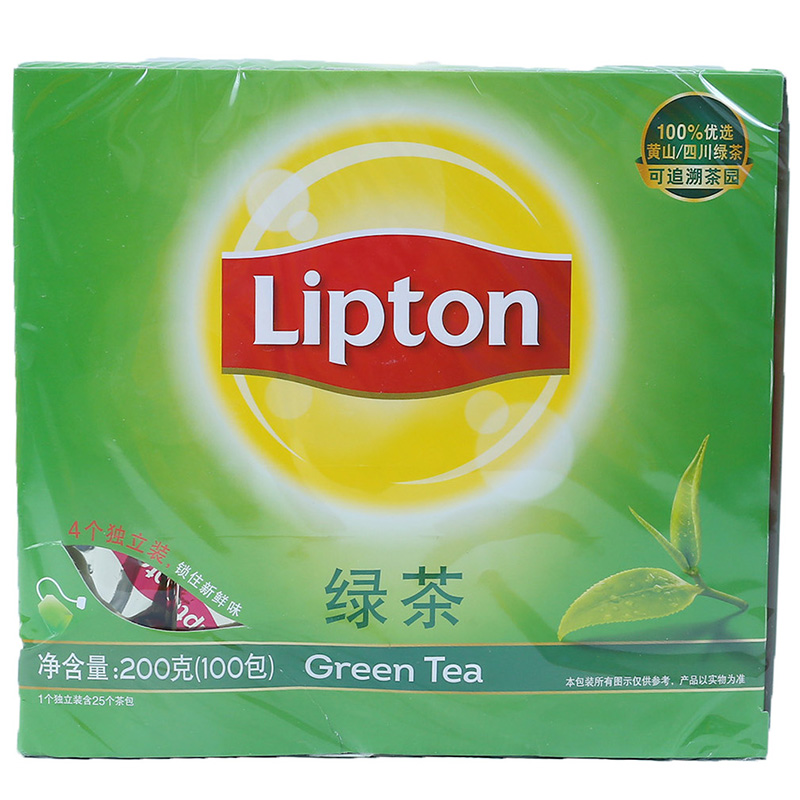 100%优选
黄山/四川绿茶
可追溯茶园
Lipton
4个独立装,
锁住新鲜味
绿茶
净含量:200克(100包)
Green Tea
1个独立装含25个茶包
本包装所有图示仅供参考,产品以实物为准